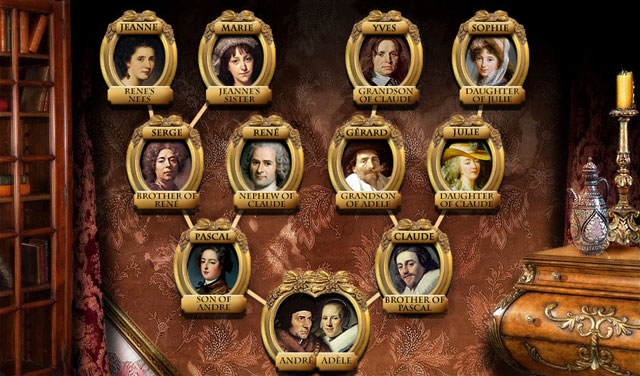 JEANNE
RENE'S
NEES
MARIE
JEANNE'S
SISTER
YVES
GRANDSON
OF CLAUDE
SOPHIE
DAUGHTER
OF JULIE
SERGE
BROTHER OF
RENÉ
RENÉ
NEPHEW OF
CLAUDE
GÉRARD
GRANDSON
OF ADELE
JULIE
DAUGHTER
OF CLAUDE
PASCAL
SON OF
ANDRE
CLAUDE
BROTHER OF
PASCAL
ANDRÉ
ADÈLE